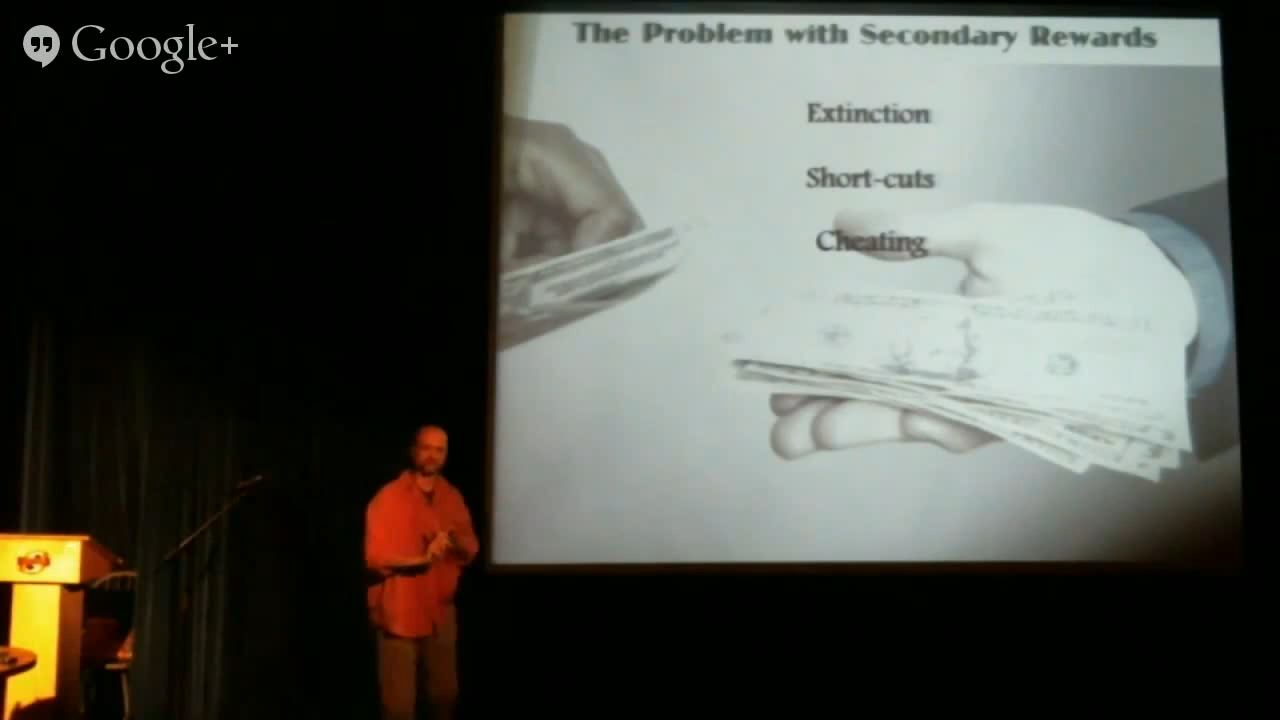 Google+
The Problem with Secondary Rewards
Extinction
Short-cuts
Cheating